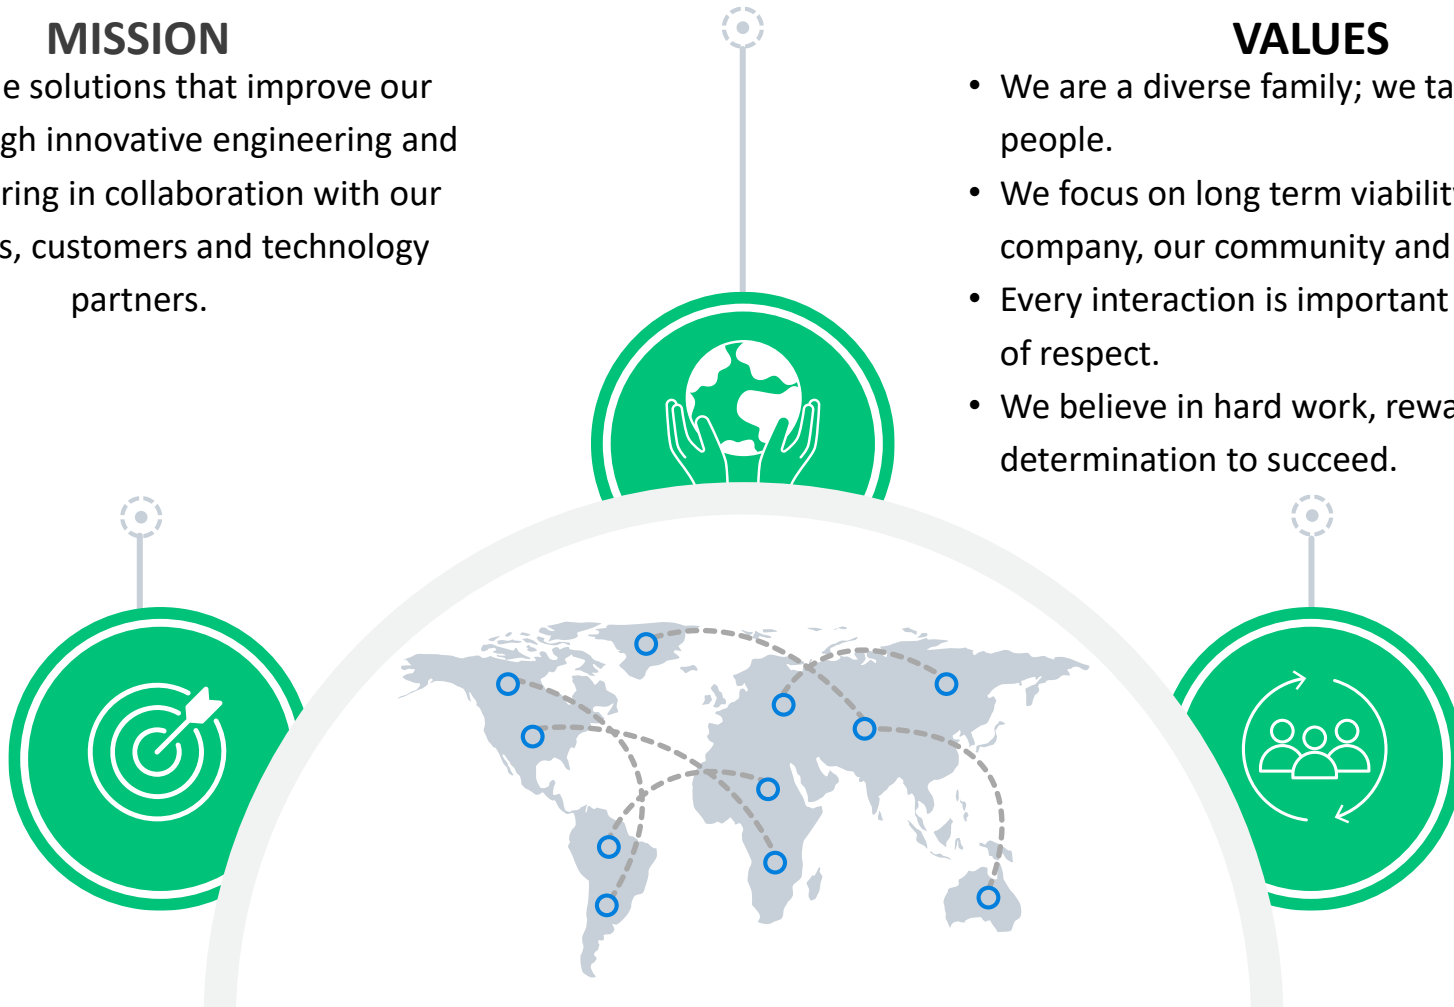 MISSION
e solutions that improve our
gh innovative engineering and
ring in collaboration with our
s, customers and technology
partners.
VALUES
• We are a diverse family; we ta
people.
• We focus on long term viability
company, our community and
• Every interaction is important
of respect.
• We believe in hard work, rewa
determination to succeed.